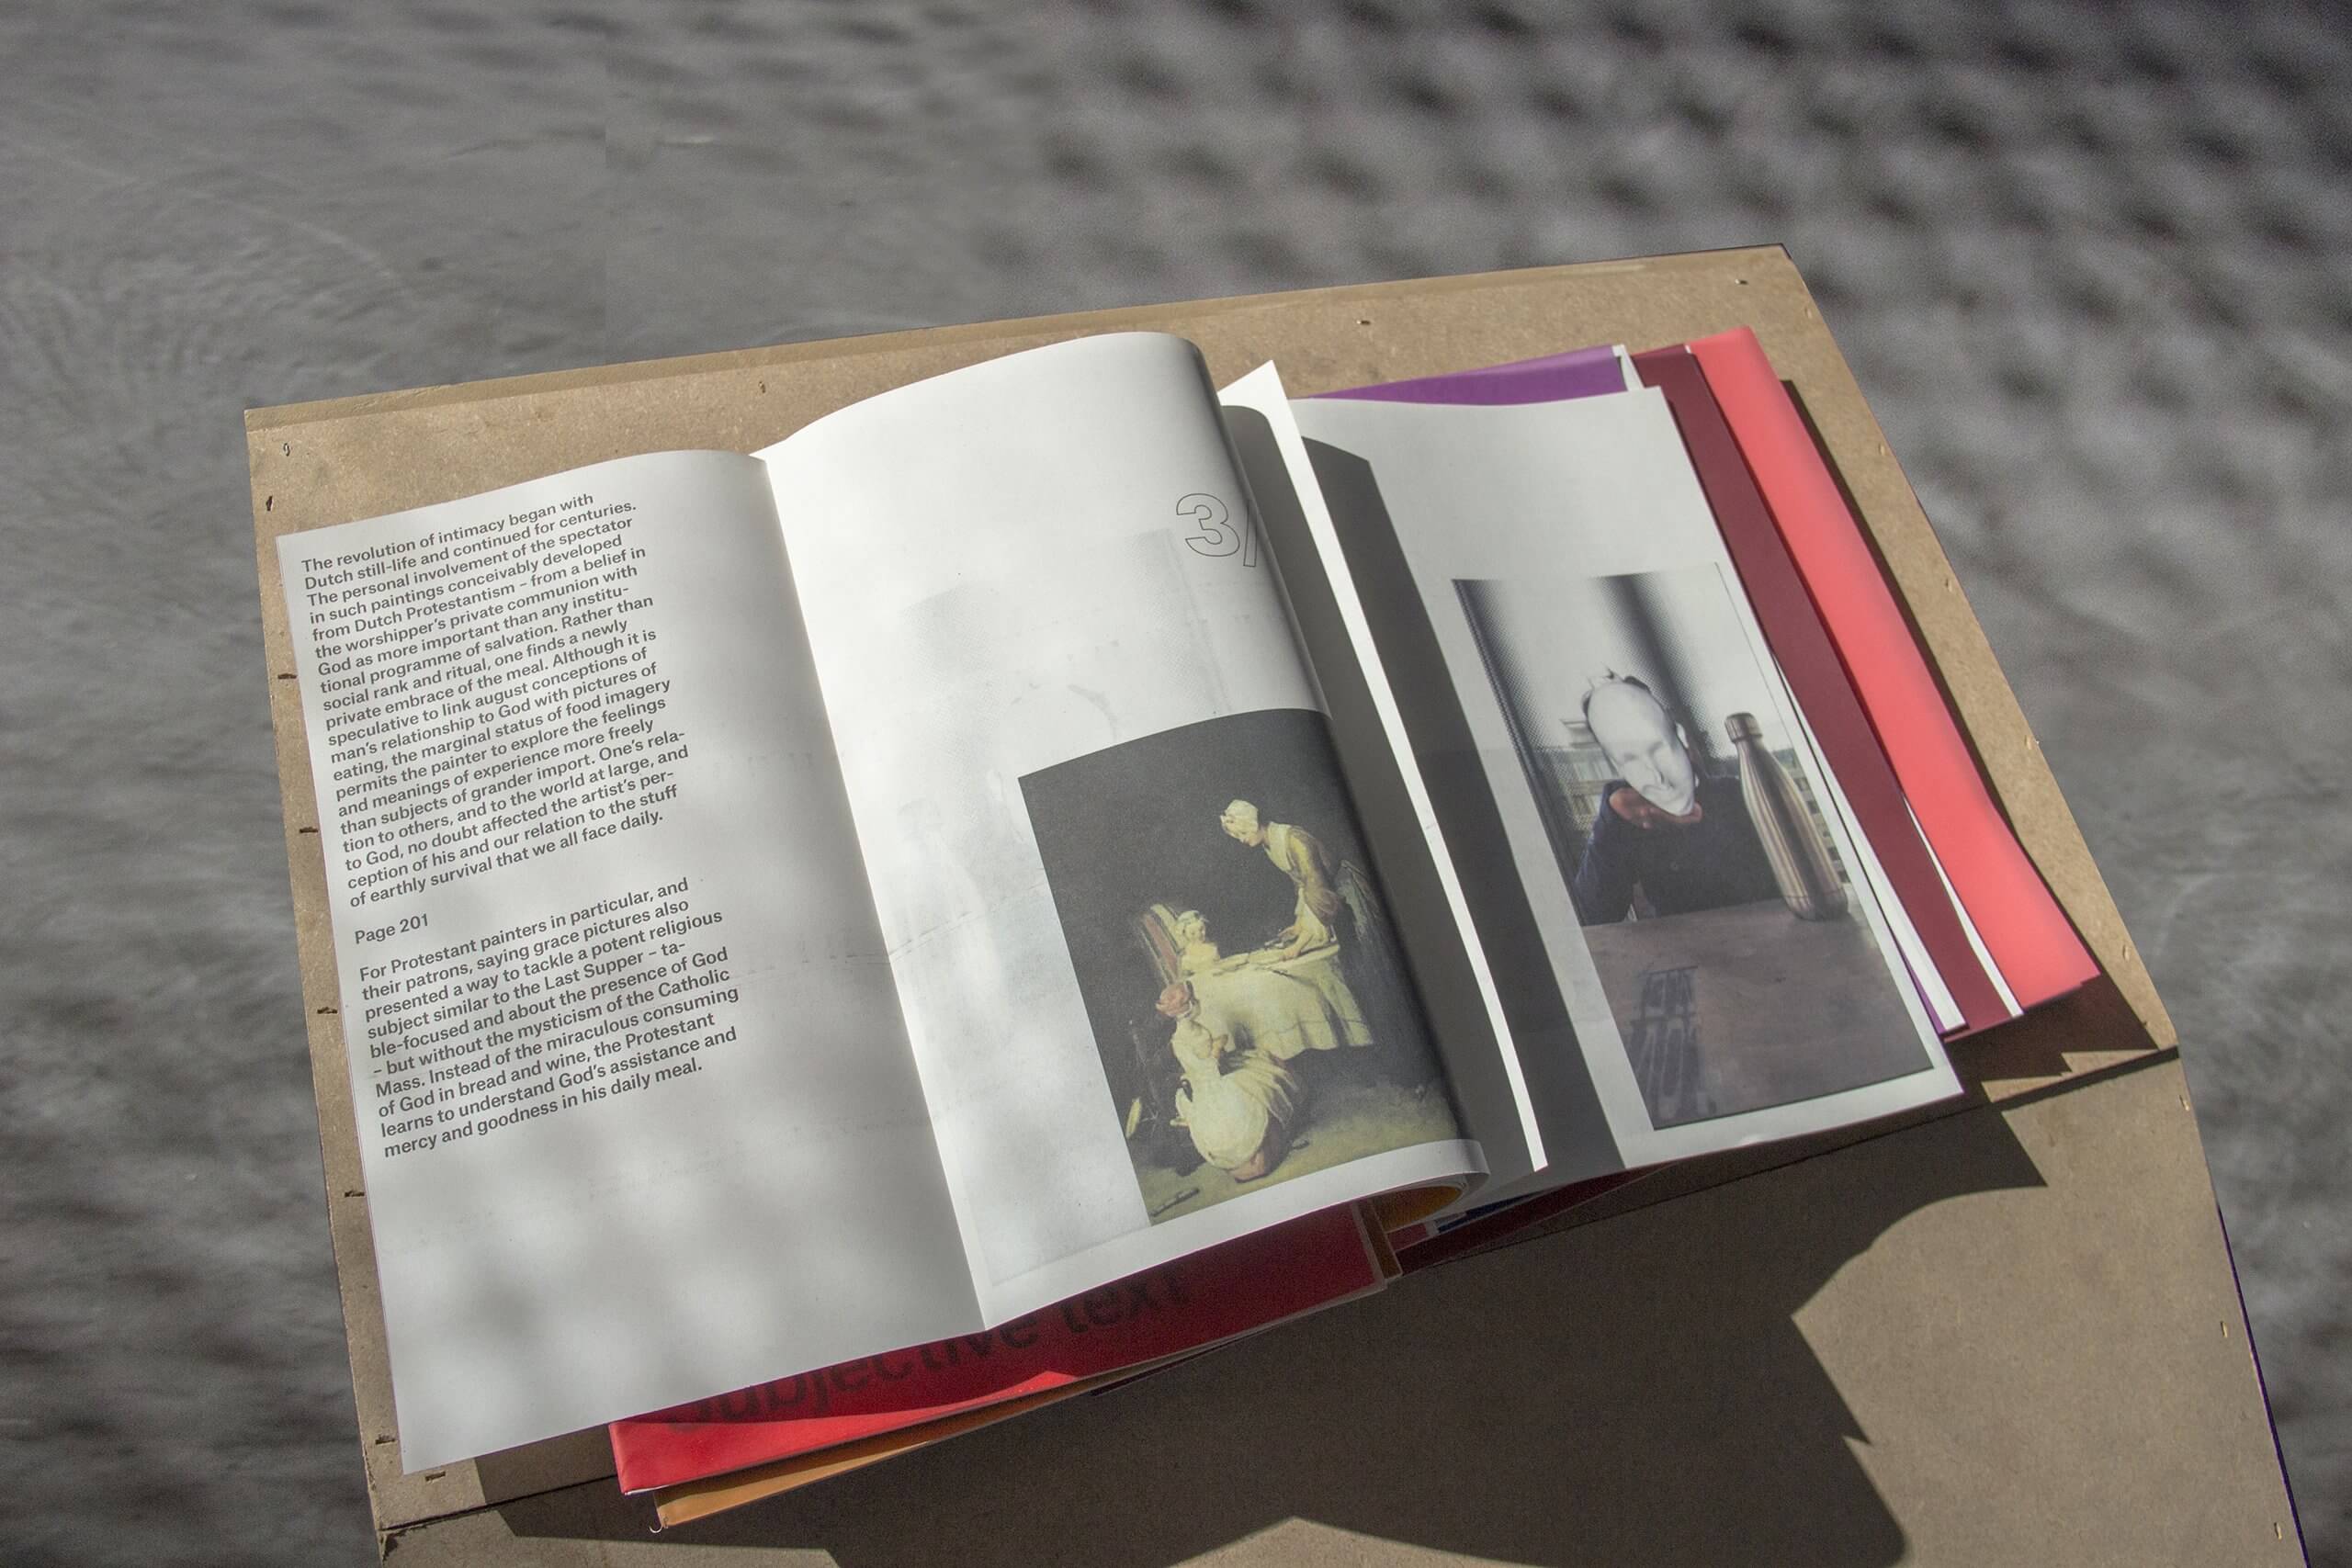 The revolution of intimacy began with
Dutch still-life and continued for centuries.
The personal involvement of the spectator
in such paintings conceivably developed
from Dutch Protestantism – from a belief in
the worshipper's private communion with
God as more important than any institu-
tional programme of salvation. Rather than
social rank and ritual, one finds a newly
private embrace of the meal. Although it is
speculative to link august conceptions of
man's relationship to God with pictures of
eating, the marginal status of food imagery
permits the painter to explore the feelings
and meanings of experience more freely
than subjects of grander import. One's rela-
tion to others, and to the world at large, and
to God, no doubt affected the artist's per-
ception of his and our relation to the stuff
of earthly survival that we all face daily.
Page 201
For Protestant painters in particular, and
their patrons, saying grace pictures also
presented a way to tackle a potent religious
subject similar to the Last Supper – ta-
ble-focused and about the presence of God
– but without the mysticism of the Catholic
Mass. Instead of the miraculous consuming
of God in bread and wine, the Protestant
learns to understand God's assistance and
mercy and goodness in his daily meal.
3/
Subjective text